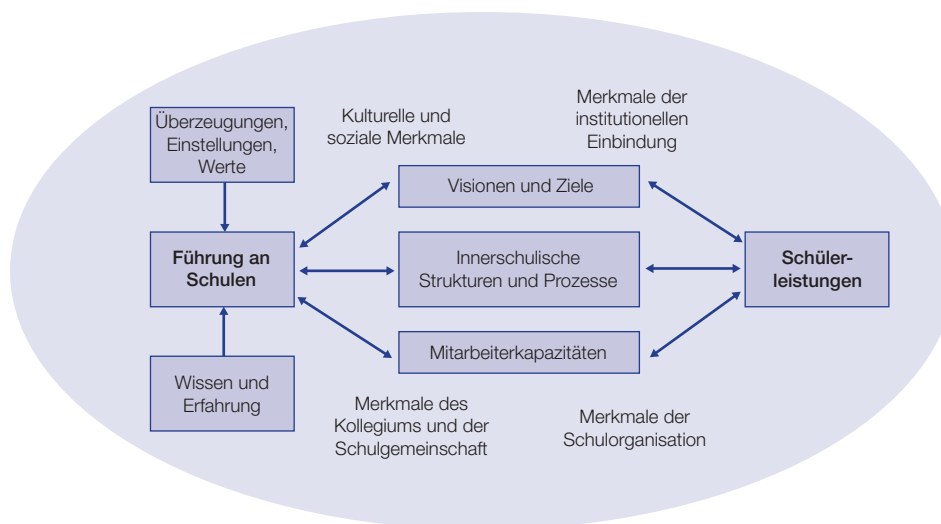 Überzeugungen,
Einstellungen,
Werte
Kulturelle und
soziale Merkmale
Merkmale der
institutionellen
Einbindung
Visionen und Ziele
Führung an
Schulen
Innerschulische
Strukturen und Prozesse
Schüler-
leistungen
Mitarbeiterkapazitäten
Wissen und
Erfahrung
Merkmale des
Kollegiums und der
Schulgemeinschaft
Merkmale der
Schulorganisation